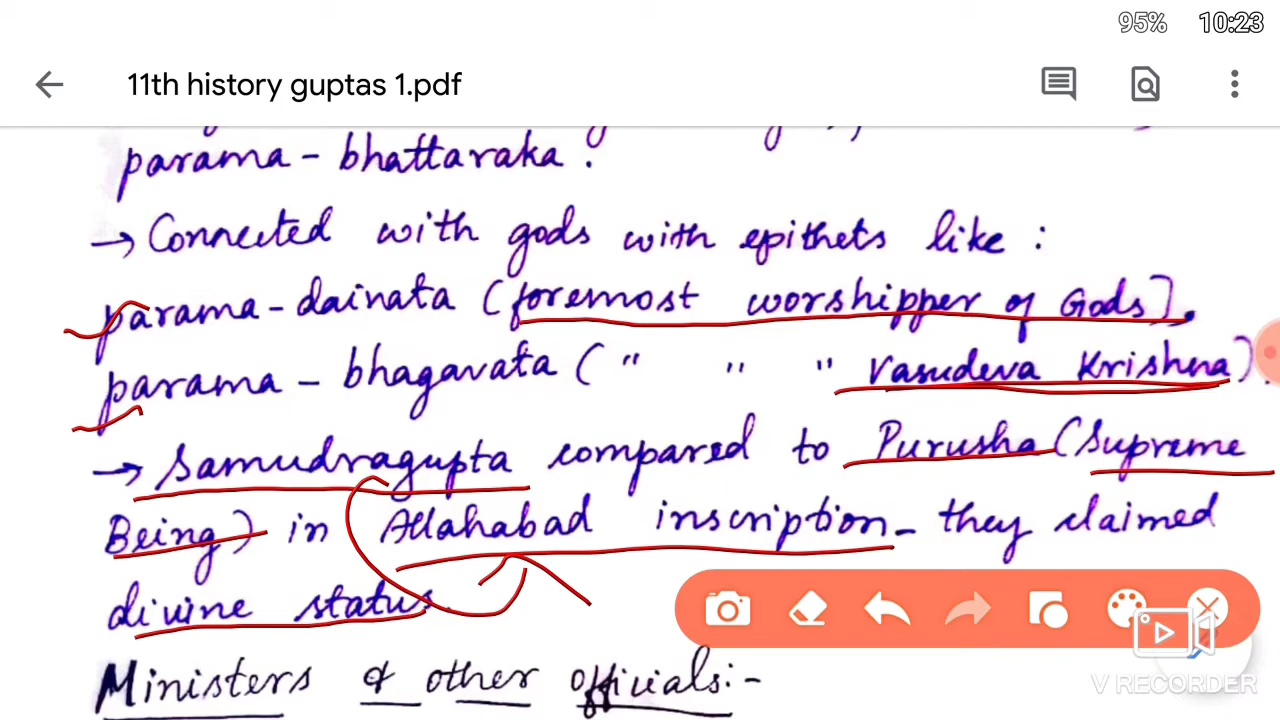 95% 10:23
11th history guptas 1.pdf
parama - bhattaraka.
→ Connected with gods with epithets like :
parama-dainata (foremost worshipper of Gods),
parama - bhagavata ( " " " Vasudeva Krishna).
→ Samudragupta compared to Purusha (Supreme
Being) in Allahabad inscription - they claimed
divine status.
Ministers & other officials:-
V RECORDER